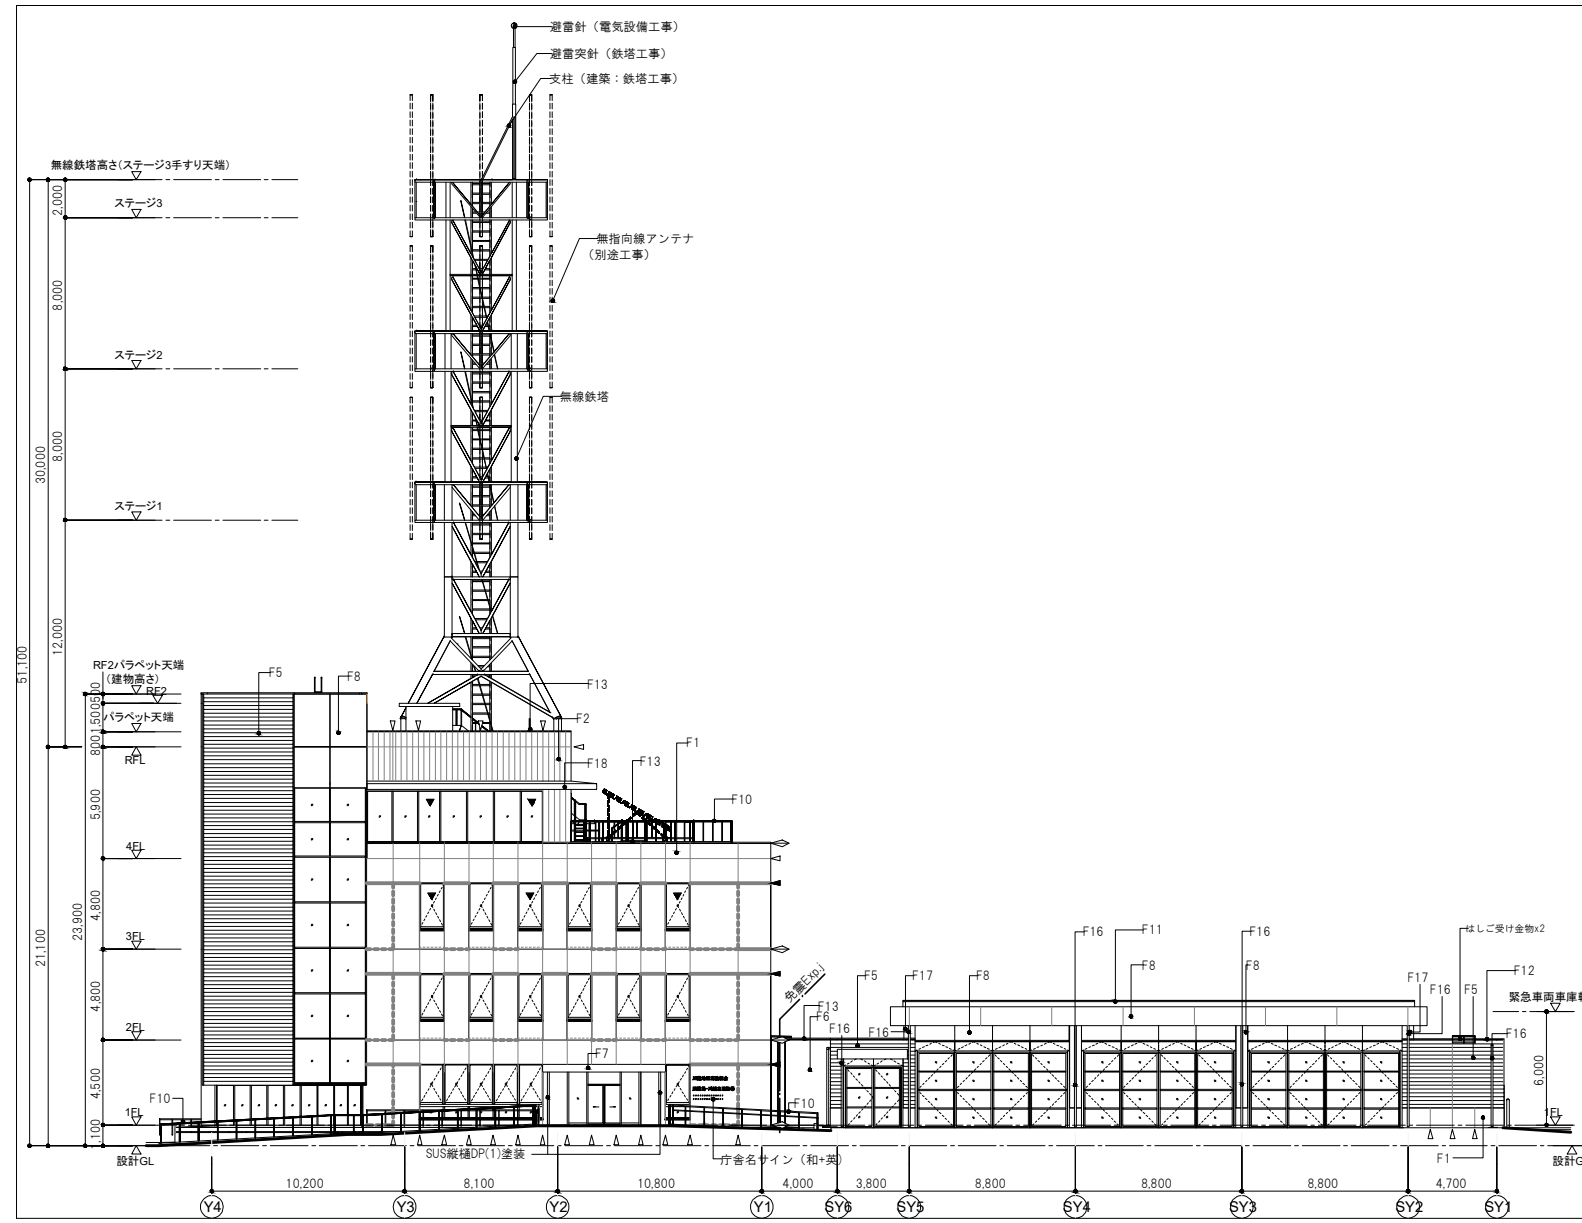 避雷針（電気設備工事）
避雷突針（鉄塔工事）
支柱（建築：鉄塔工事）
無線鉄塔高さ(ステージ3手すり天端)
2,000
ステージ3
無指向線アンテナ
（別途工事）
8,000
ステージ2
無線鉄塔
8,000
30,000
ステージ1
12,000
51,100
RF2パラペット天端
（建物高さ）
RF2
500
1,500
パラペット天端
800
RFL
F5
F8
F13
F2
F1
F18
F13
F10
5,900
4FL
4,800
23,900
21,100
3FL
4,800
2FL
4,500
1FL
設計GL
F10
F7
SUS縦樋DP(1)塗装
庁舎名サイン（和+英）
F10
免震Exp.j
F13
F6
F16
F5
F16
F17
F8
F16
F11
F8
F16
F8
F17
F16
F5
はしご受け金物x2
F12
F16
緊急車両車庫
6,000
1FL
F1
設計G
10,200
8,100
10,800
4,000
3,800
8,800
8,800
8,800
4,700
Y4
Y3
Y2
Y1
SY6
SY5
SY4
SY3
SY2
SY1